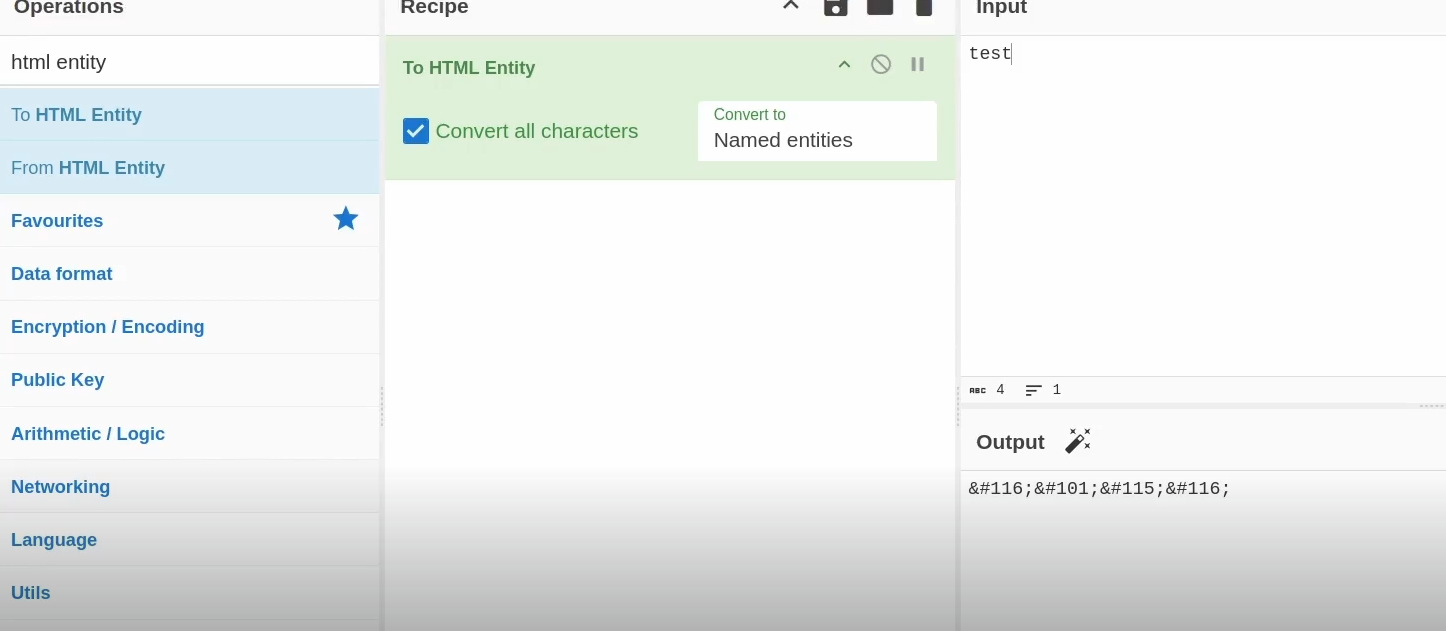 Operations
html entity
To HTML Entity
From HTML Entity
Favourites
Data format
Encryption / Encoding
Public Key
Arithmetic / Logic
Networking
Language
Utils
Recipe
To HTML Entity
Convert all characters
Convert to
Named entities
Input
test
ABC 4 1
Output
&#116;&#101;&#115;&#116;